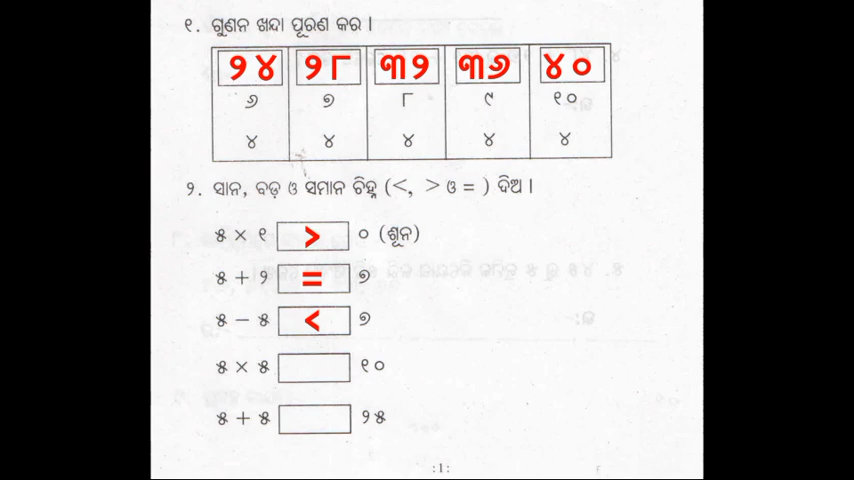 ୧. ଗୁଣନ ଖନ୍ଦା ପୂରଣ କର ।
୨୪ ୨୮ ୩୨ ୩୬ ୪୦
୬ ୭ ୮ ୯ ୧୦
୪ ୪ ୪ ୪ ୪
୨. ସାନ, ବଡ଼ ଓ ସମାନ ଚିହ୍ନ (<, > ଓ = ) ଦିଅ ।
୫ × ୧ > ୦ (ଶୂନ)
୫ + ୨ = ୭
୫ − ୫ < ୭
୫ × ୫ ୧୦
୫ + ୫ ୨୫
:1: